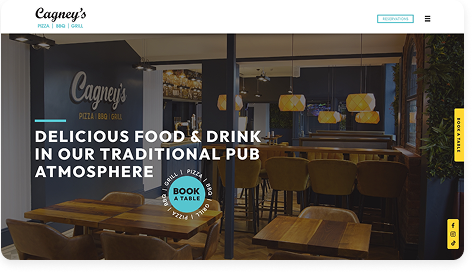 Cagney's
PIZZA | BBQ | GRILL
RESERVATIONS
Cagney's
PIZZA | BBQ | GRILL
DELICIOUS FOOD & DRINK
IN OUR TRADITIONAL PUB
ATMOSPHERE
BOOK
A TABLE
PIZZA | BBQ | GRILL | PIZZA | BBQ | GRILL |
BOOK A TABLE